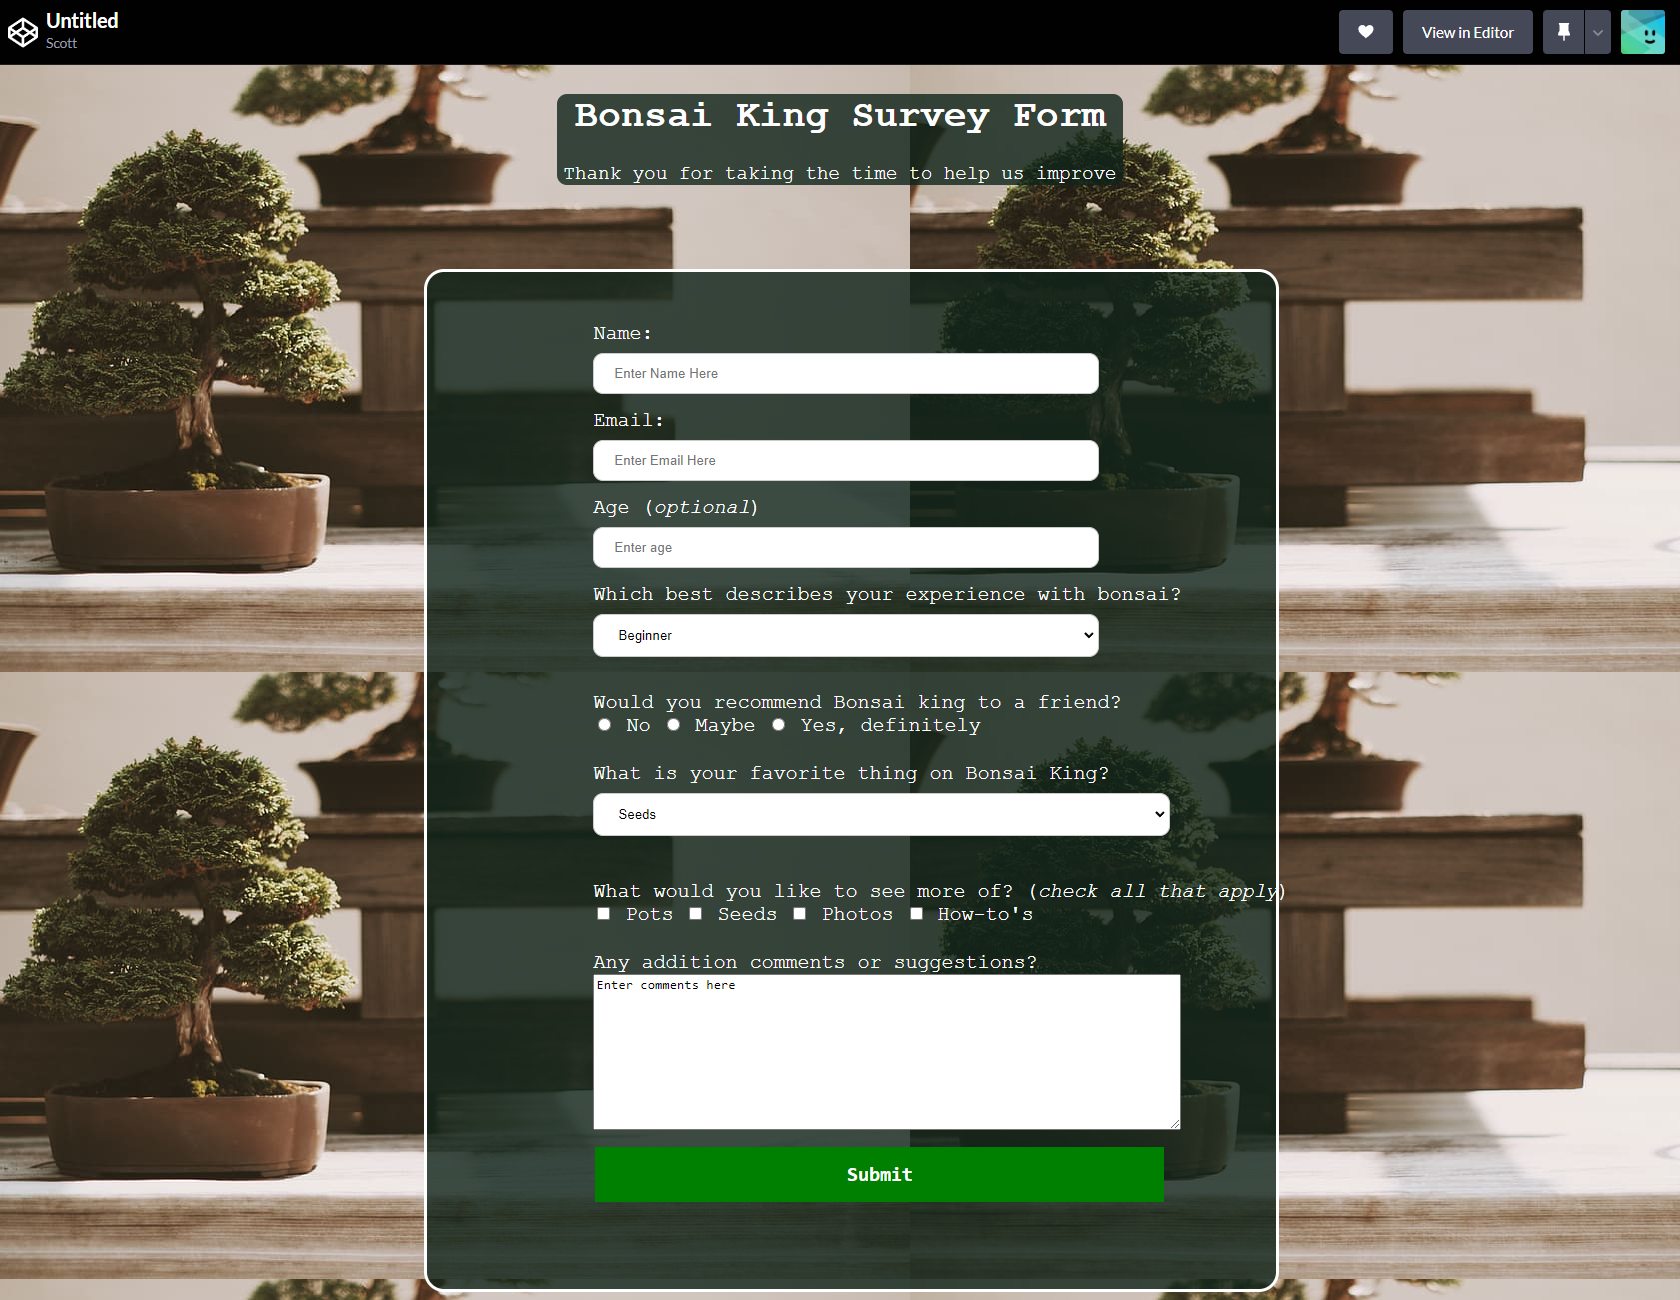 Untitled
Scott
View in Editor
Bonsai King Survey Form
Thank you for taking the time to help us improve
Name:
Enter Name Here
Email:
Enter Email Here
Age (optional)
Enter age
Which best describes your experience with bonsai?
Beginner
Would you recommend Bonsai king to a friend?
No Maybe Yes, definitely
What is your favorite thing on Bonsai King?
Seeds
What would you like to see more of? (check all that apply)
Pots Seeds Photos How-to's
Any addition comments or suggestions?
Enter comments here
Submit